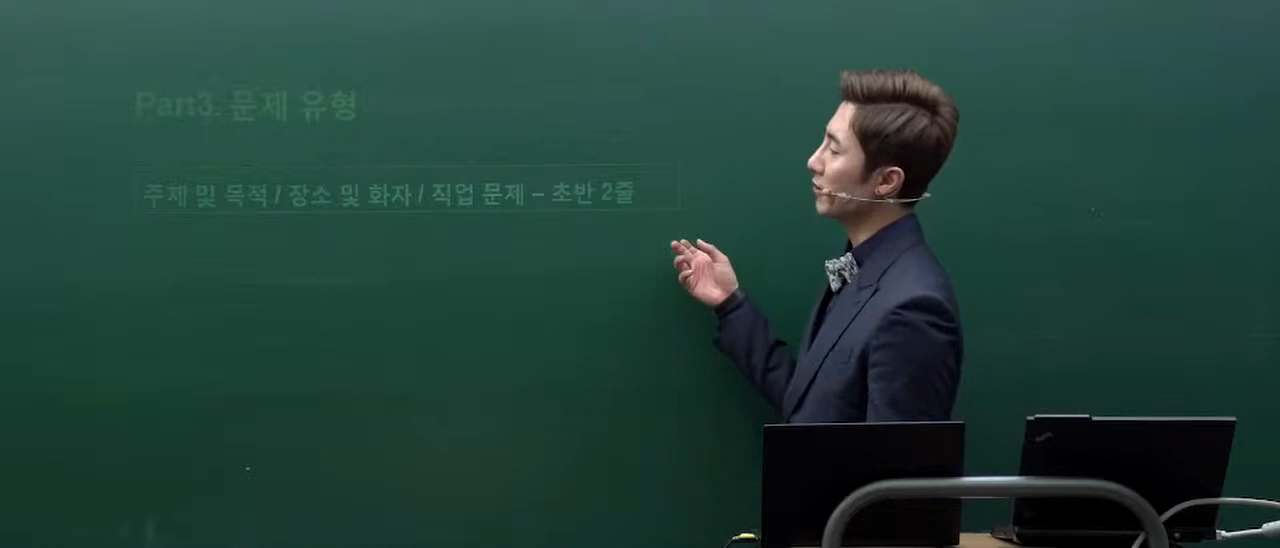 Part3. 문제 유형
주제 및 목적 / 장소 및 화자 / 직업 문제 – 초반 2줄